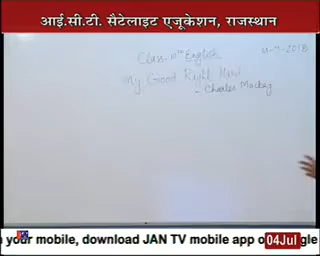 आई.सी.टी. सैटेलाइट एजूकेशन, राजस्थान
Class-10th English
My Good Right Hand
- Charles Mackay
your mobile, download JAN TV mobile app o gle
04Jul